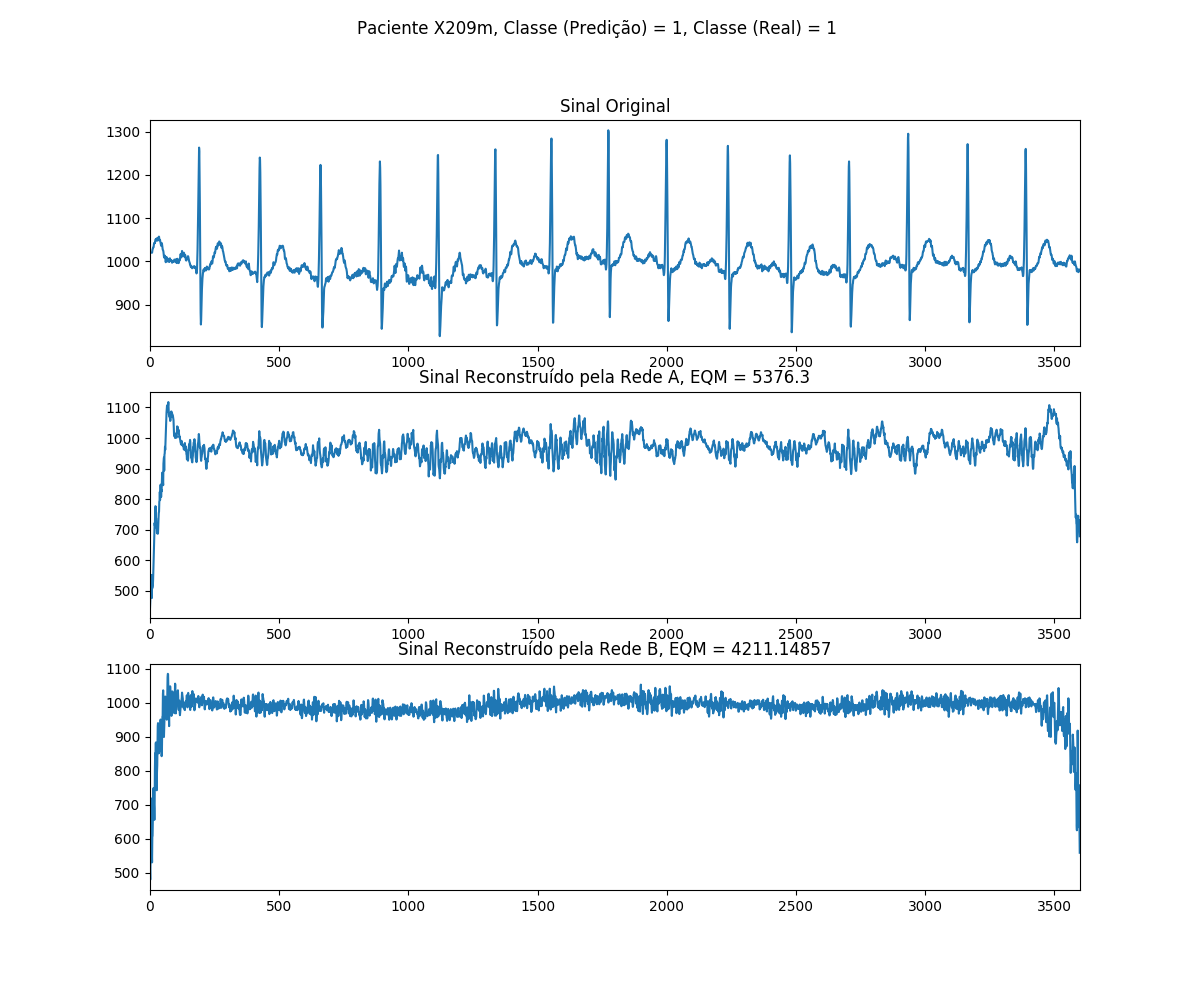 Paciente X209m, Classe (Predição) = 1, Classe (Real) = 1
Sinal Original
1300
1200
1100
1000
900
0 500 1000 1500 2000 2500 3000 3500
Sinal Reconstruído pela Rede A, EQM = 5376.3
1100
1000
900
800
700
600
500
0 500 1000 1500 2000 2500 3000 3500
Sinal Reconstruído pela Rede B, EQM = 4211.14857
1100
1000
900
800
700
600
500
0 500 1000 1500 2000 2500 3000 3500